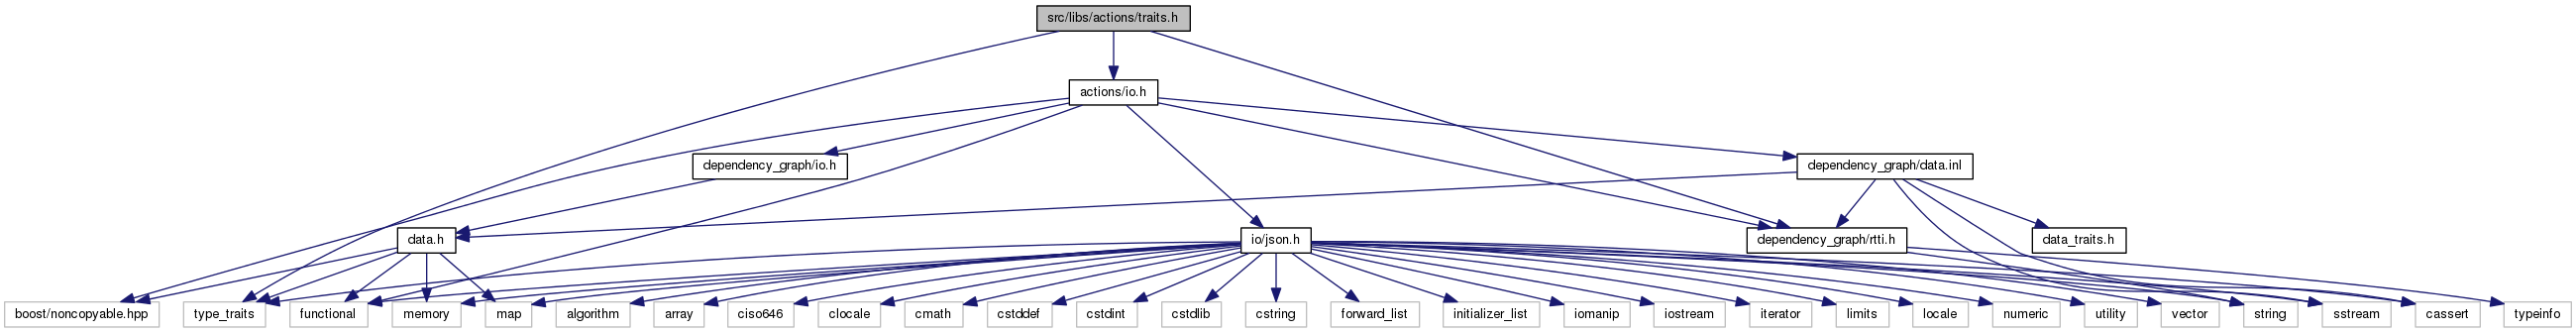 src/libs/actions/traits.h
actions/io.h
dependency_graph/io.h
dependency_graph/data.inl
data.h
io/json.h
dependency_graph/rtti.h
data_traits.h
boost/noncopyable.hpp
type_traits
functional
memory
map
algorithm
array
ciso646
clocale
cmath
cstddef
cstdint
cstdlib
cstring
forward_list
initializer_list
iomanip
iostream
iterator
limits
locale
numeric
utility
vector
string
sstream
cassert
typeinfo